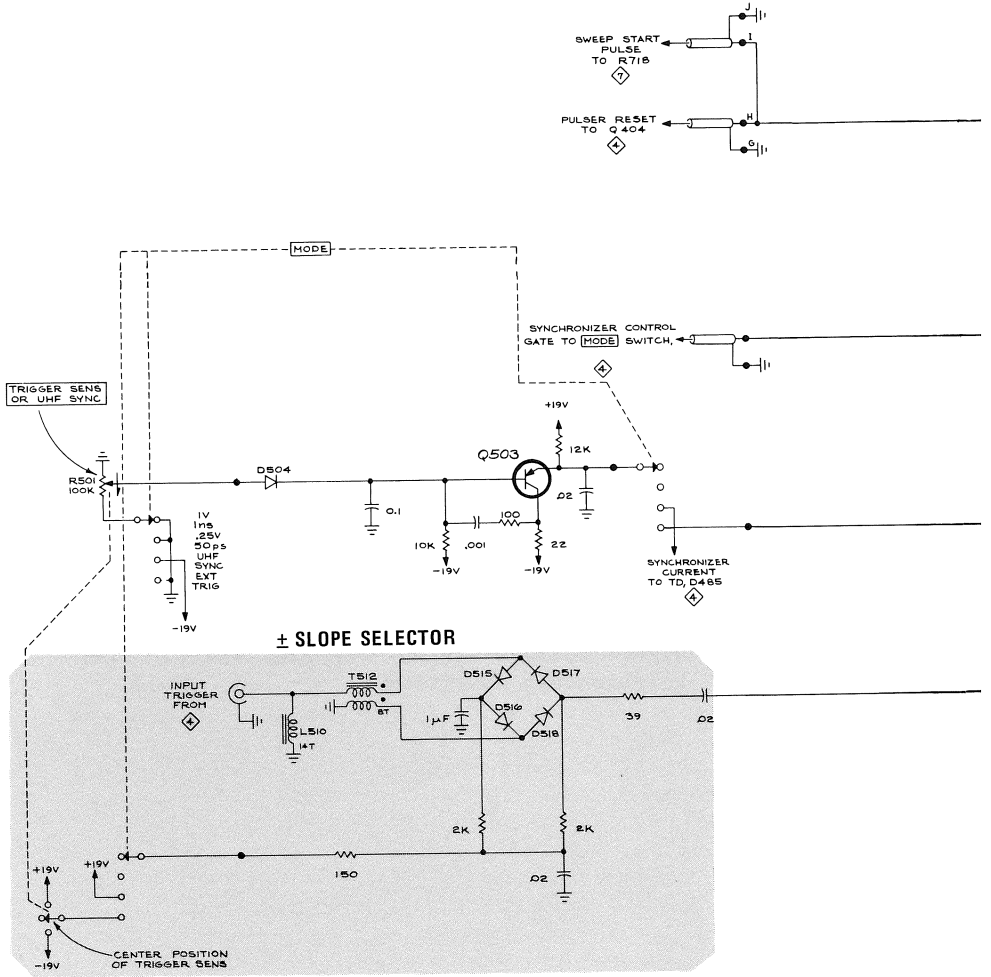 J
SWEEP START
PULSE
TO R718
7
I
PULSER RESET
TO Q404
4
H
G
MODE
SYNCHRONIZER CONTROL
GATE TO MODE SWITCH,
4
TRIGGER SENS
OR UHF SYNC
+19V
12K
Q503
R501
100K
D504
.02
0.1
100
10K
.001
22
-19V
-19V
1V
1ns
.25V
50ps
UHF
SYNC
EXT
TRIG
-19V
SYNCHRONIZER
CURRENT
TO TD, D485
4
± SLOPE SELECTOR
INPUT
TRIGGER
FROM
4
T512
8T
L510
14T
D515
D517
1µF
D516
D518
39
.02
2K
2K
150
.02
+19V
+19V
-19V
CENTER POSITION
OF TRIGGER SENS